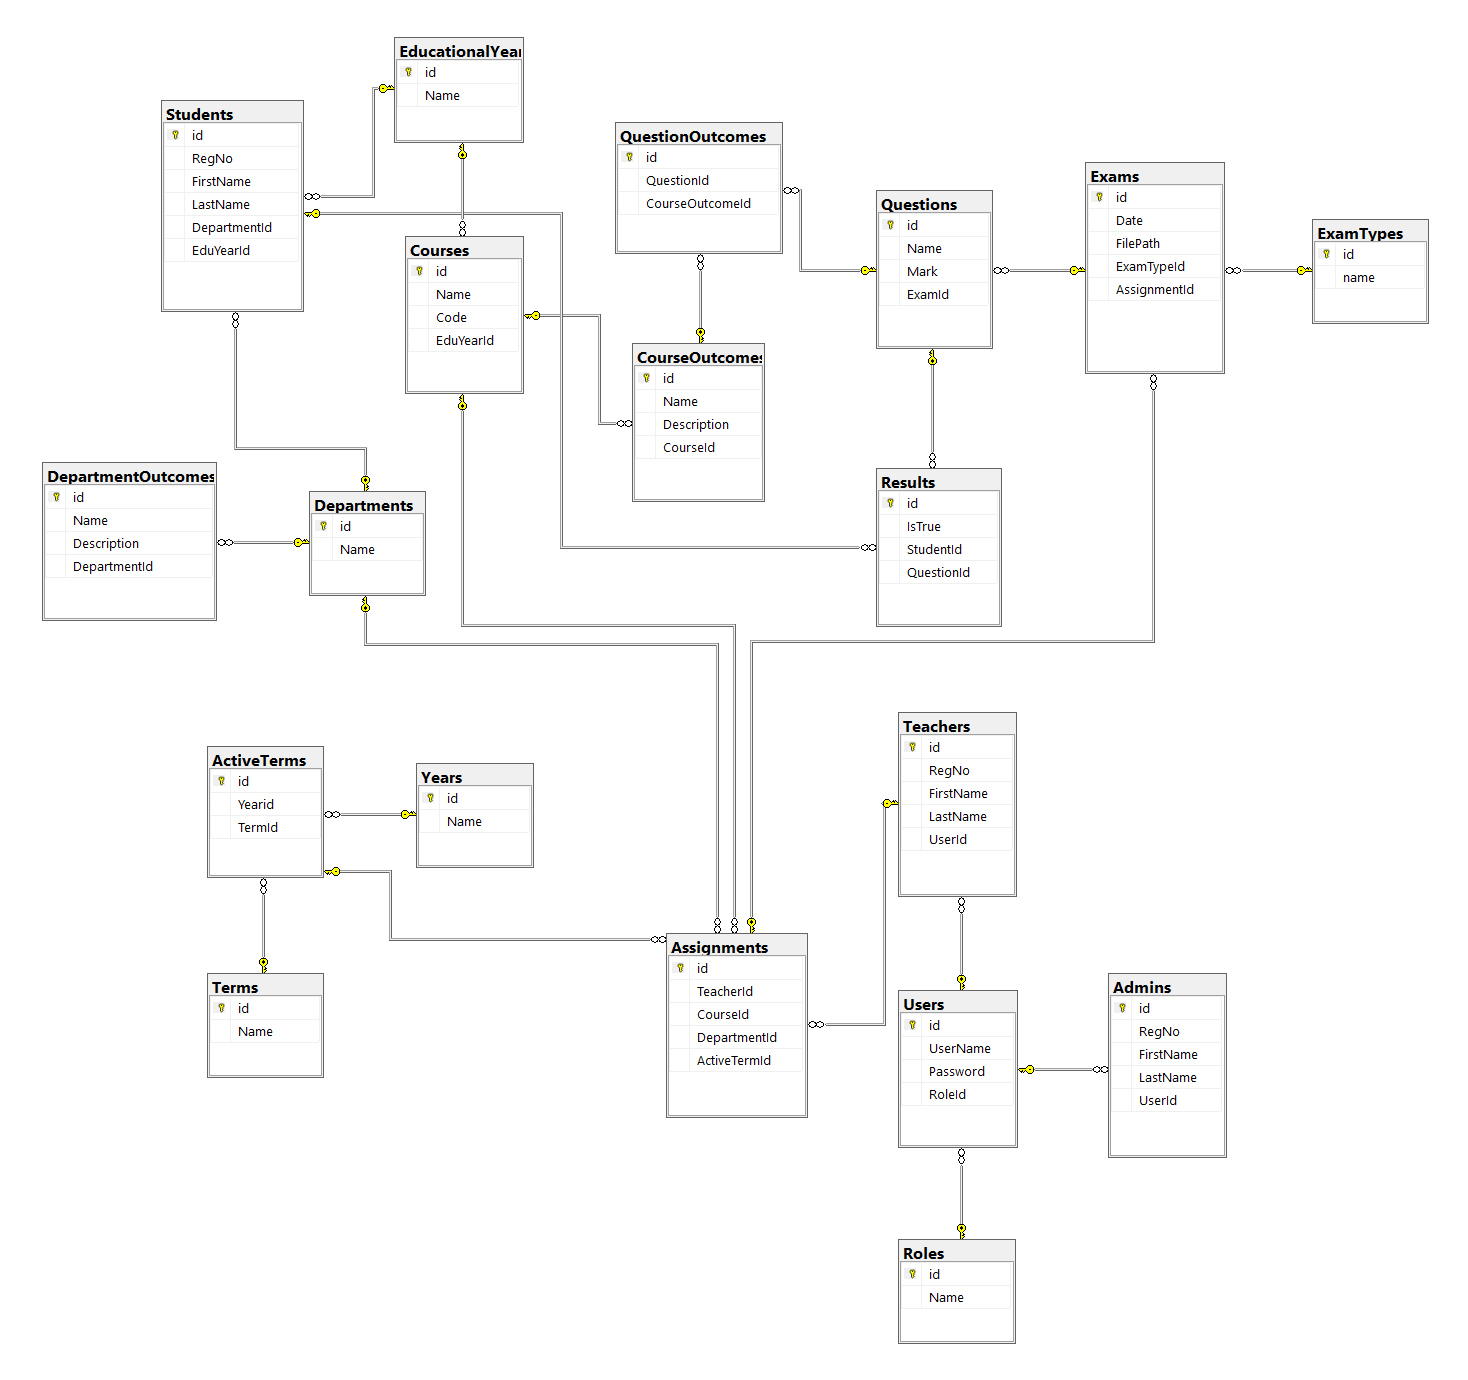 EducationalYear
id
Name
Students
id
RegNo
FirstName
LastName
DepartmentId
EduYearId
QuestionOutcomes
id
QuestionId
CourseOutcomeId
Exams
id
Date
FilePath
ExamTypeId
AssignmentId
Questions
id
Name
Mark
ExamId
ExamTypes
id
name
Courses
id
Name
Code
EduYearId
CourseOutcomes
id
Name
Description
CourseId
DepartmentOutcomes
id
Name
Description
DepartmentId
Departments
id
Name
Results
id
IsTrue
StudentId
QuestionId
Teachers
id
RegNo
FirstName
LastName
UserId
ActiveTerms
id
Yearid
TermId
Years
id
Name
Assignments
id
TeacherId
CourseId
DepartmentId
ActiveTermId
Terms
id
Name
Users
id
UserName
Password
RoleId
Admins
id
RegNo
FirstName
LastName
UserId
Roles
id
Name